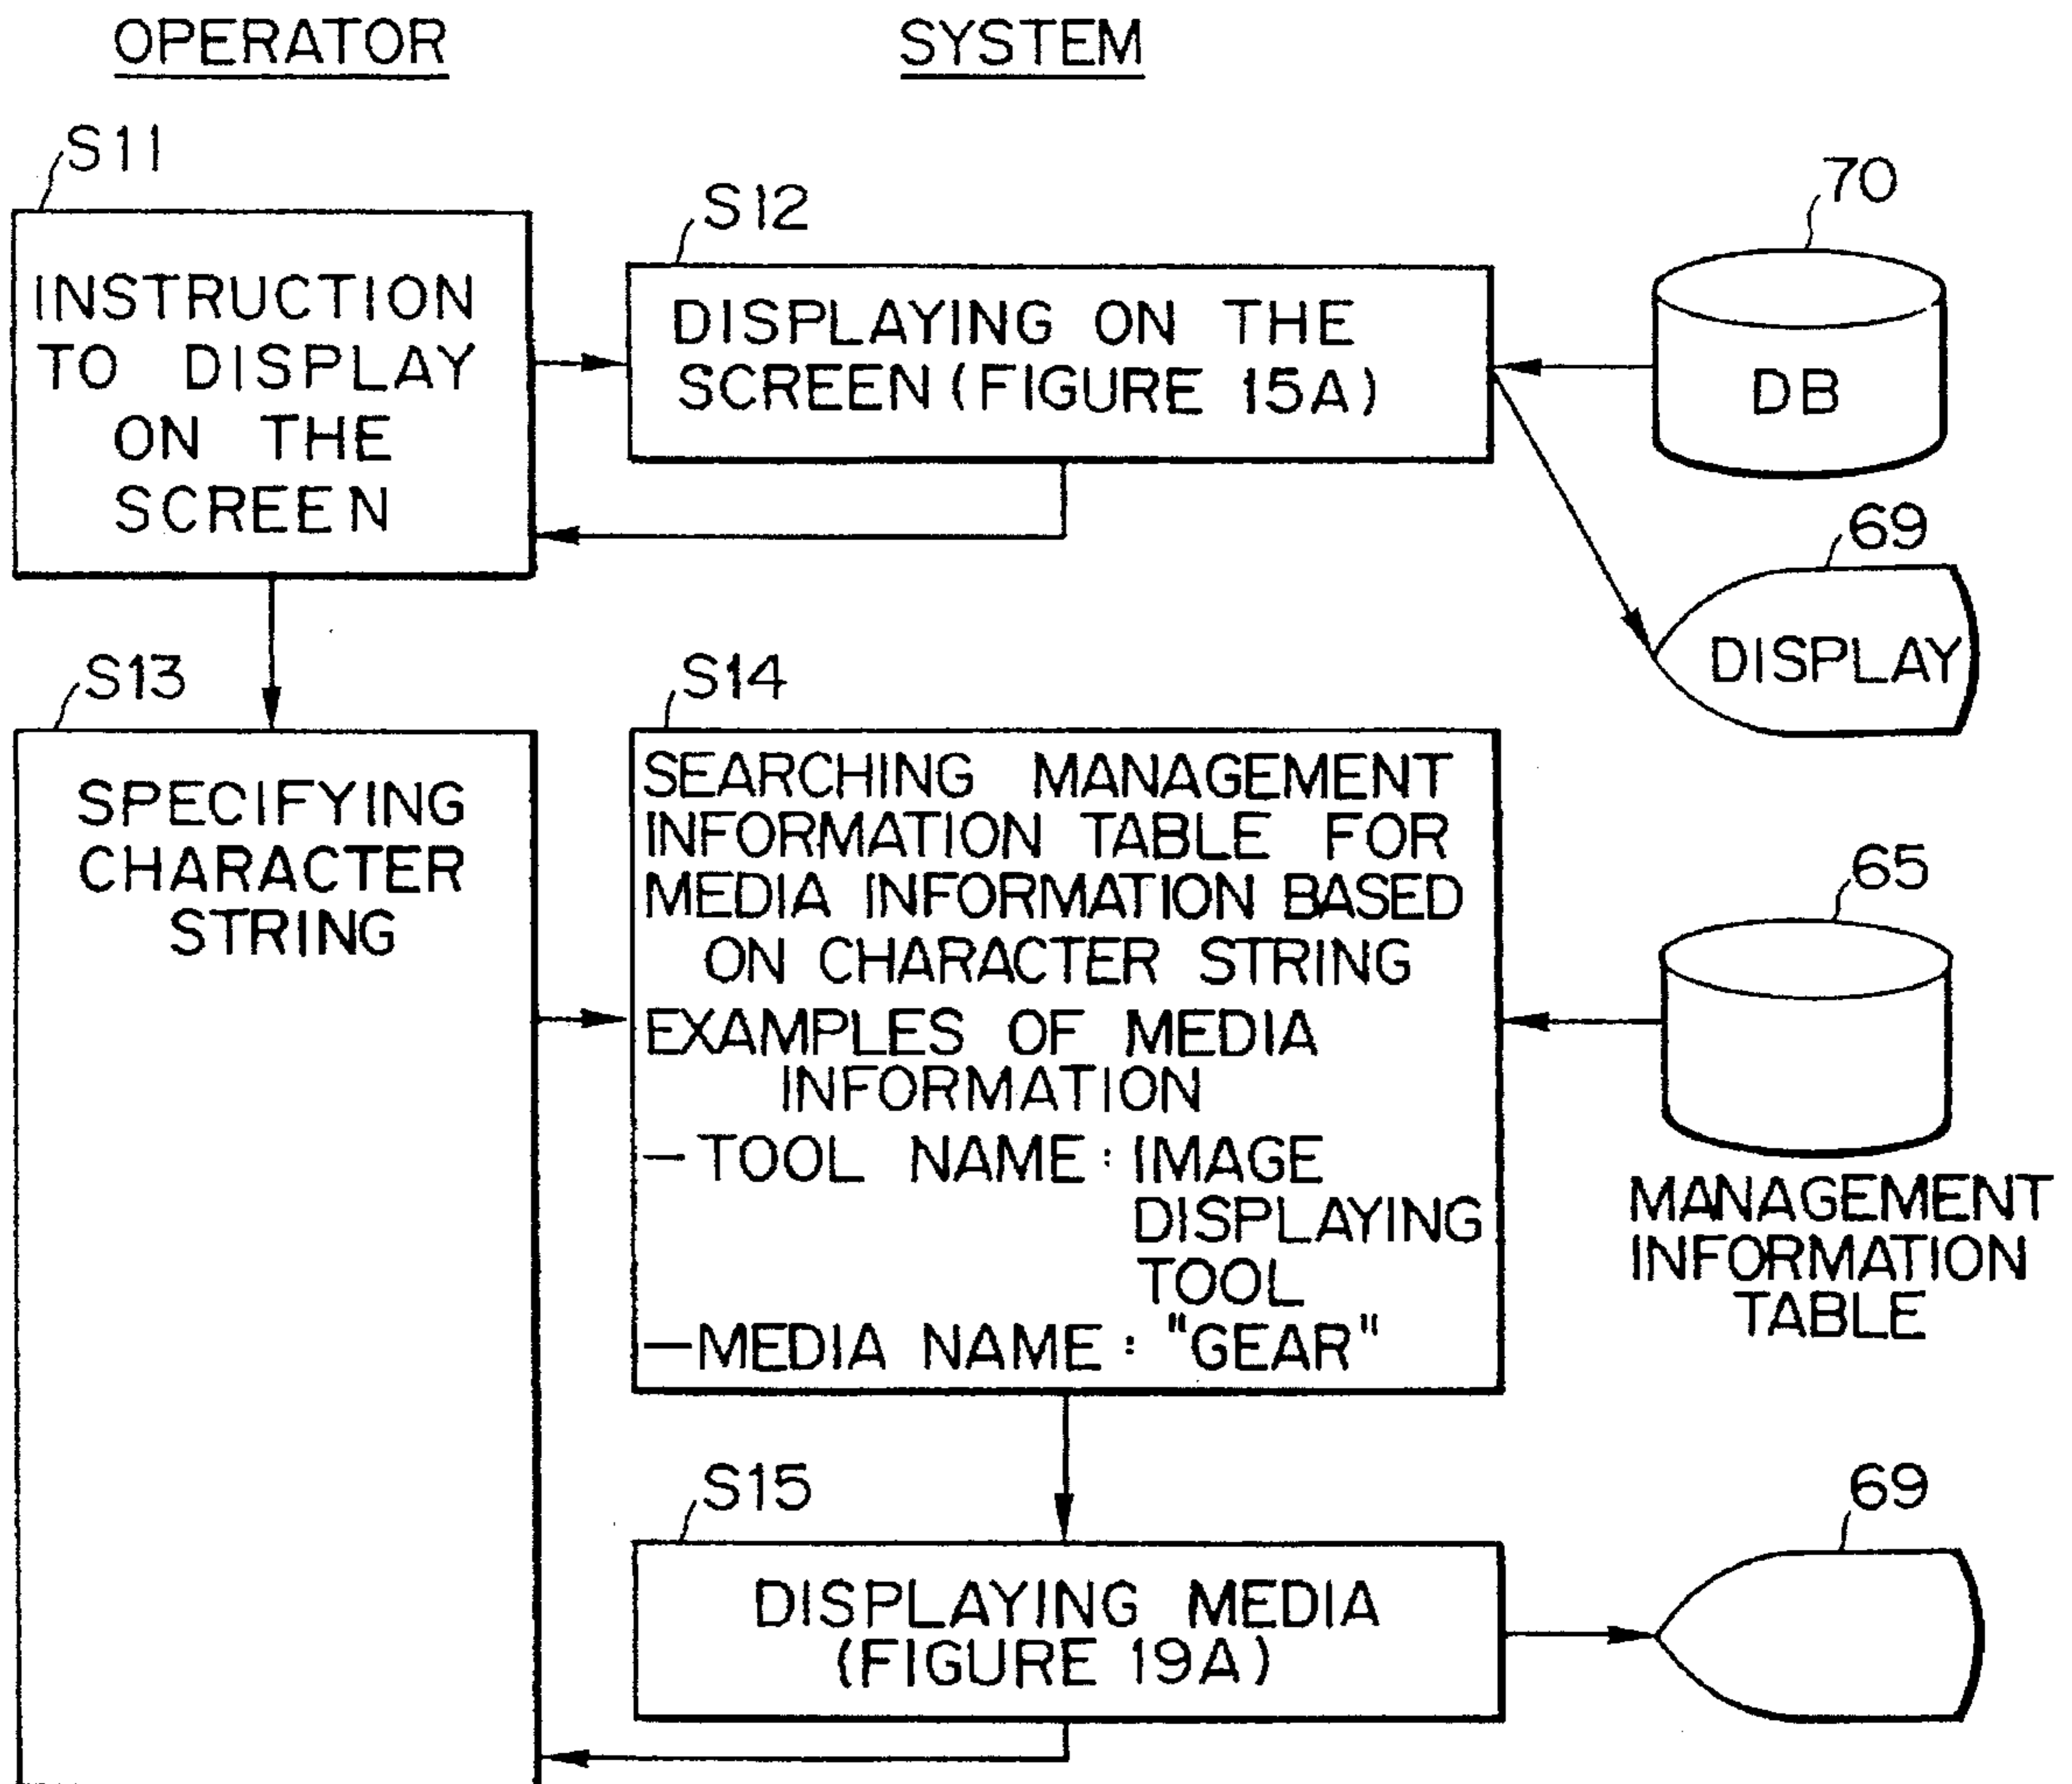 OPERATOR
SYSTEM
S11
INSTRUCTION
TO DISPLAY
ON THE
SCREEN
S12
DISPLAYING ON THE
SCREEN (FIGURE 15A)
70
DB
69
DISPLAY
S13
SPECIFYING
CHARACTER
STRING
S14
SEARCHING MANAGEMENT
INFORMATION TABLE FOR
MEDIA INFORMATION BASED
ON CHARACTER STRING
EXAMPLES OF MEDIA
INFORMATION
- TOOL NAME : IMAGE
DISPLAYING
TOOL
- MEDIA NAME : "GEAR"
65
MANAGEMENT
INFORMATION
TABLE
S15
DISPLAYING MEDIA
(FIGURE 19A)
69